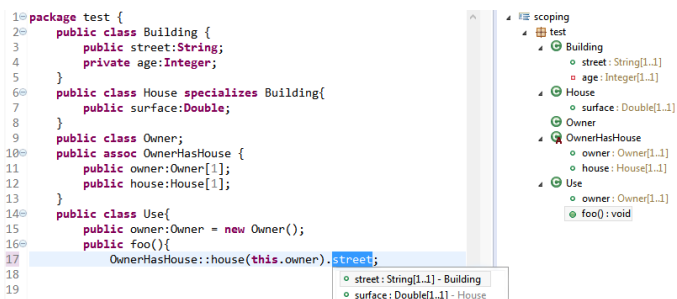 1 package test {
2 public class Building {
3 public street:String;
4 private age:Integer;
5 }
6 public class House specializes Building{
7 public surface:Double;
8 }
9 public class Owner;
10 public assoc OwnerHasHouse {
11 public owner:Owner[1];
12 public house:House[1];
13 }
14 public class Use{
15 public owner:Owner = new Owner();
16 public foo(){
17 OwnerHasHouse::house(this.owner).street;
18
19
street : String[1..1] - Building
surface : Double[1..1] - House
scoping
test
Building
street : String[1..1]
age : Integer[1..1]
House
surface : Double[1..1]
Owner
OwnerHasHouse
owner : Owner[1..1]
house : House[1..1]
Use
owner : Owner[1..1]
foo() : void